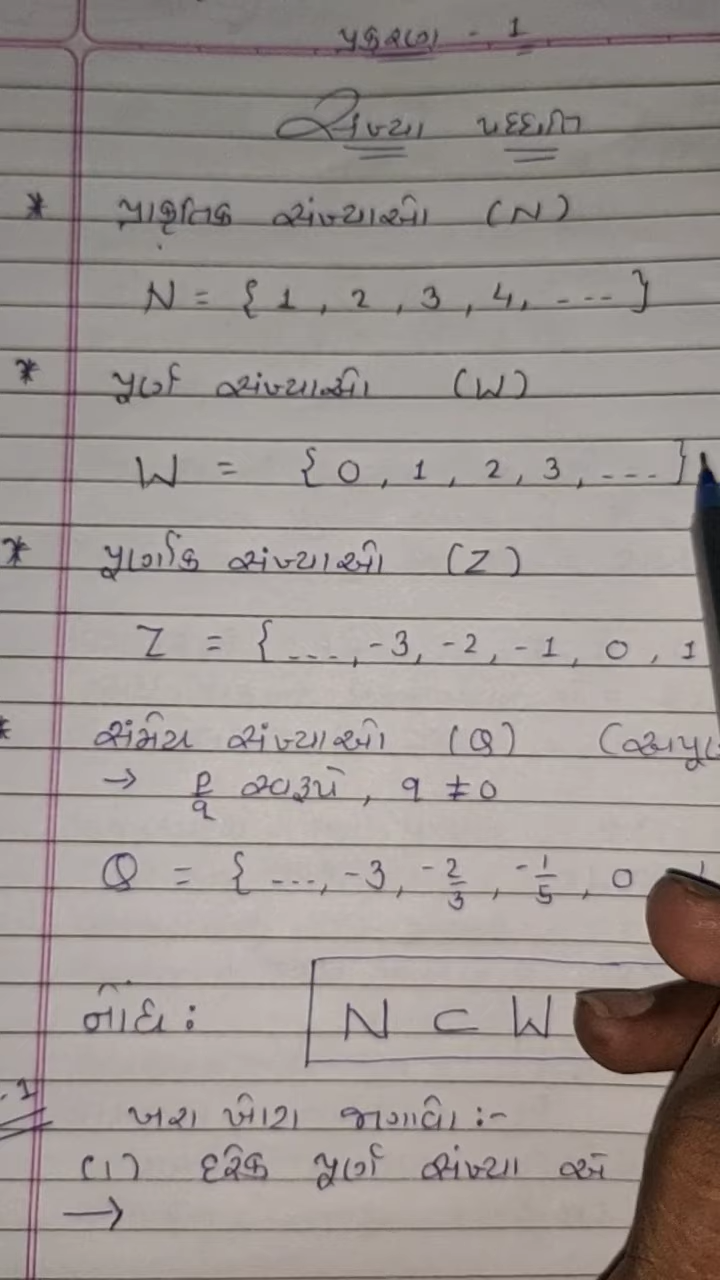 પ્રકરણ - 1
સંખ્યા પદ્ધતિ
* પ્રાકૃતિક સંખ્યાઓ (N)
N = { 1 , 2 , 3 , 4, --- }
* પુર્ણ સંખ્યાઓ (W)
W = { 0 , 1 , 2 , 3 , --- }
* પુર્ણાંક સંખ્યાઓ (Z)
Z = { ---, -3, -2, -1, 0, 1
* સંમેય સંખ્યાઓ (Q)
→ p/q સ્વરૂપે, q ≠ 0
Q = { ---, -3, -2/3, -1/5, 0
નોંધ : N ⊂ W
.1 ખરા ખોટા જણાવો :-
(1) દરેક પુર્ણ સંખ્યા એ
→